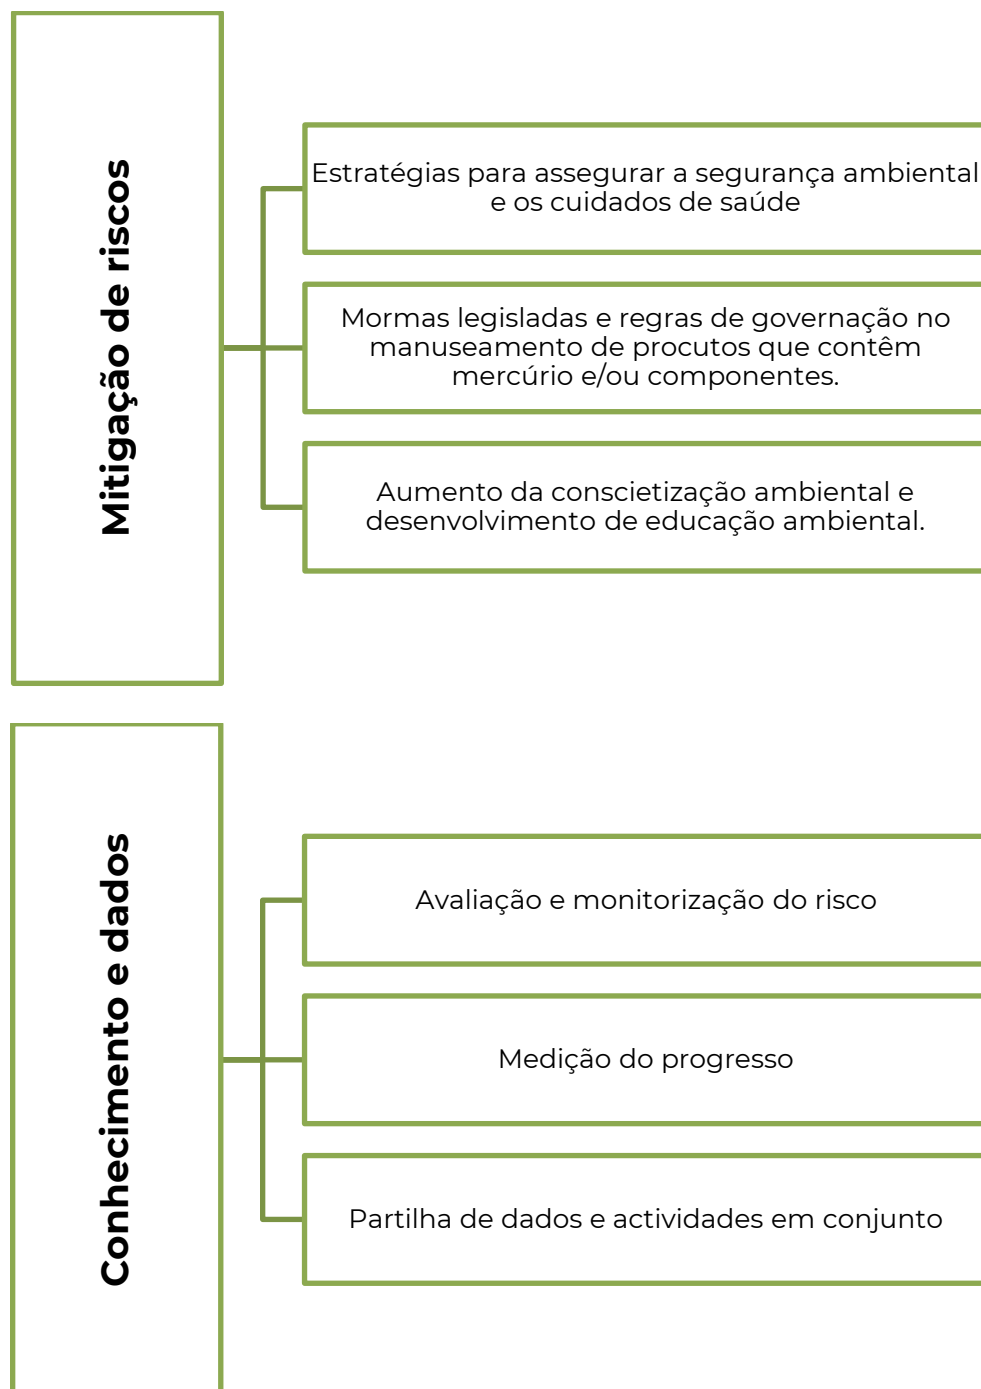 Mitigação de riscos
Estratégias para assegurar a segurança ambiental
e os cuidados de saúde
Mormas legisladas e regras de governação no
manuseamento de procutos que contêm
mercúrio e/ou componentes.
Aumento da conscietização ambiental e
desenvolvimento de educação ambiental.
Conhecimento e dados
Avaliação e monitorização do risco
Medição do progresso
Partilha de dados e actividades em conjunto